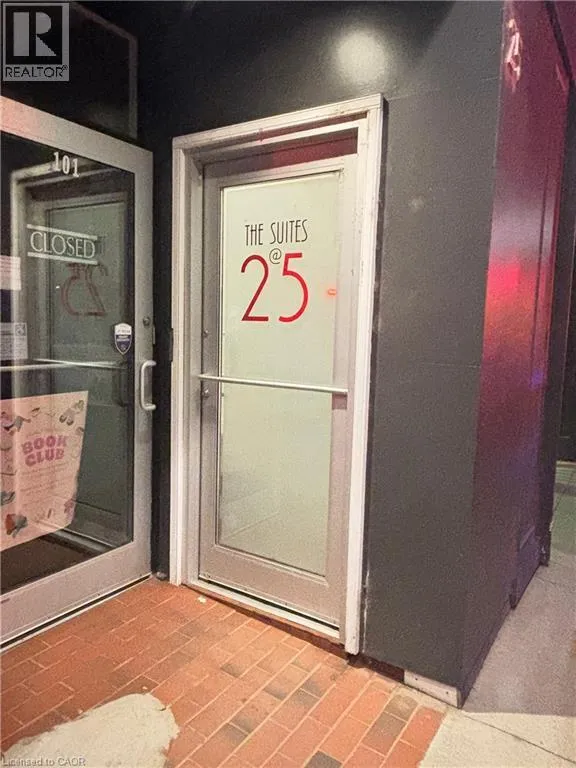 REALTOR®
101
CLOSED
THE SUITES
@
25
BOOK
CLUB
Licensed to CAOR